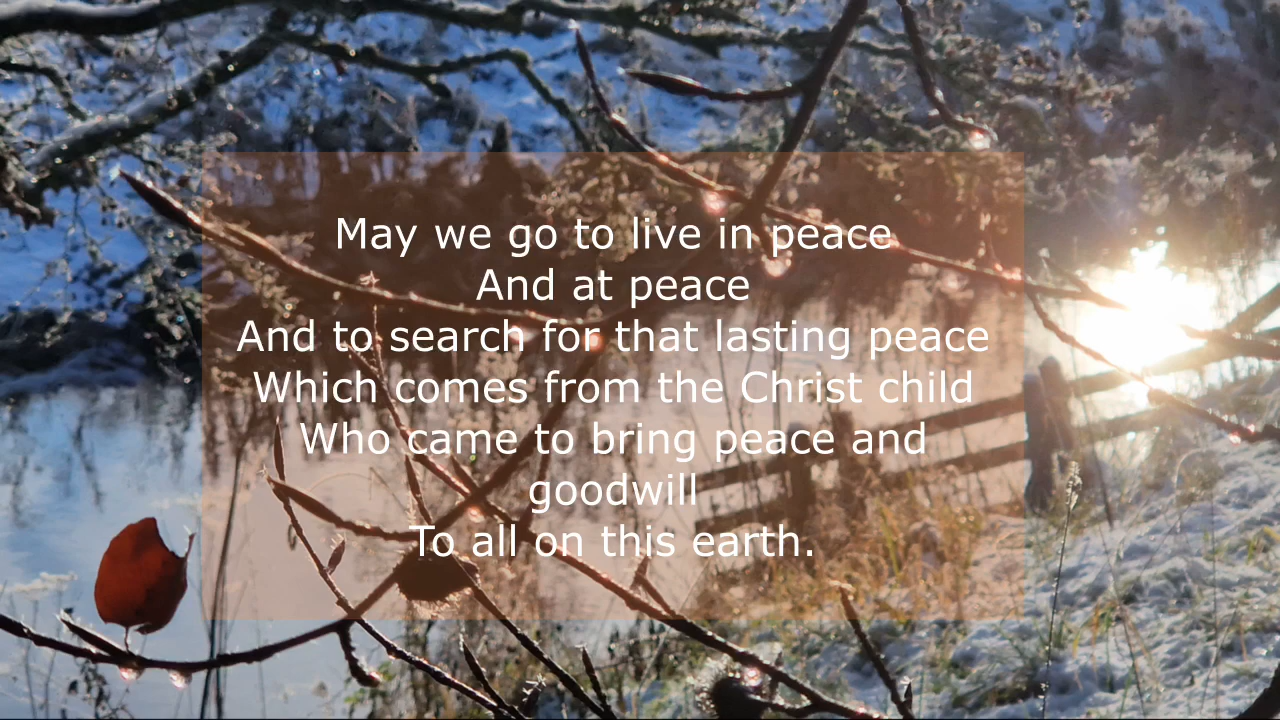 May we go to live in peace
And at peace
And to search for that lasting peace
Which comes from the Christ child
Who came to bring peace and
goodwill
To all on this earth.